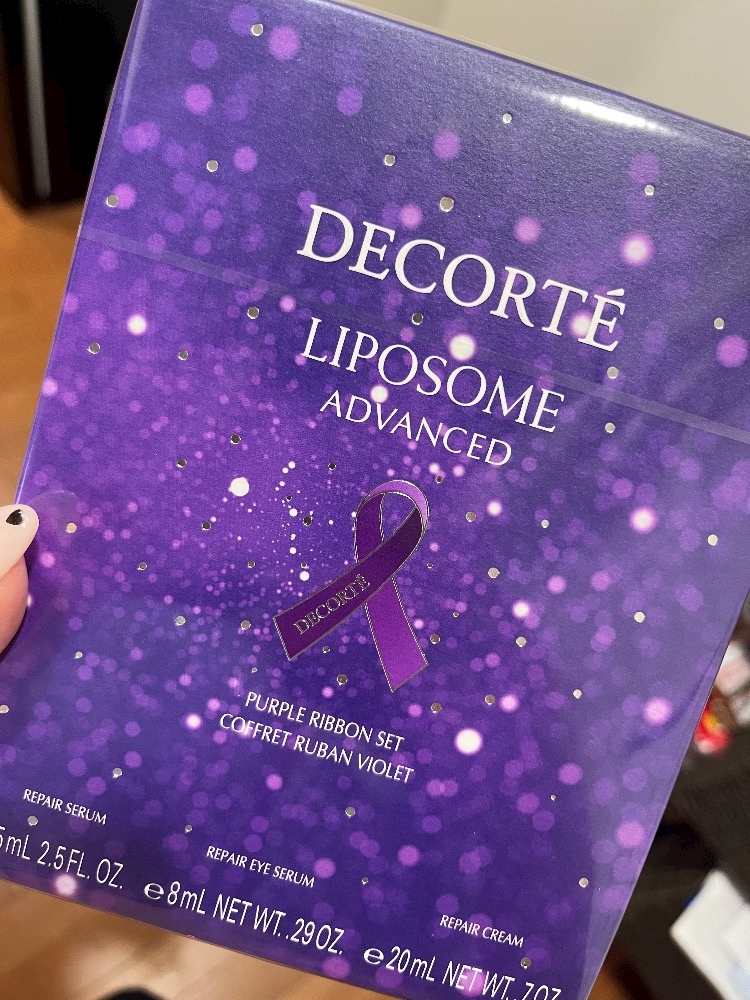 DECORTÉ
LIPOSOME
ADVANCED
DECORTÉ
PURPLE RIBBON SET
COFFRET RUBAN VIOLET
REPAIR SERUM
5mL 2.5FL. OZ.
REPAIR EYE SERUM
℮8mL NET WT. .29OZ.
REPAIR CREAM
℮20mL NET WT. .7OZ.